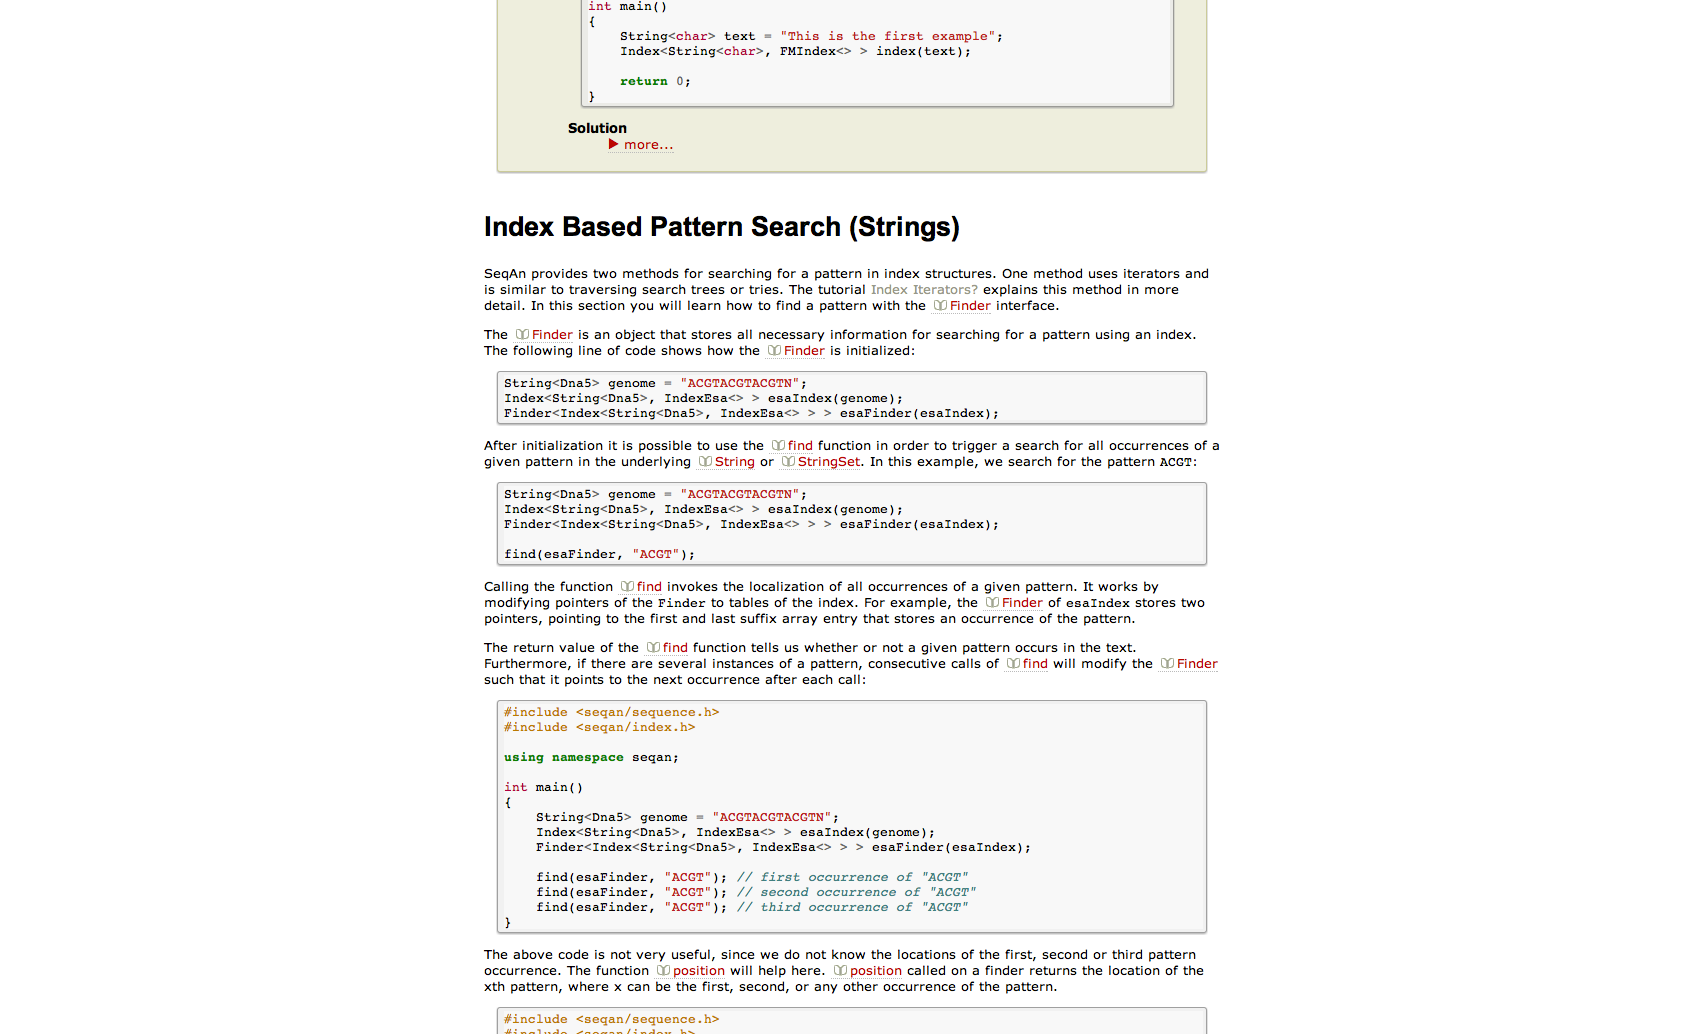 int main()
{
    String<char> text = "This is the first example";
    Index<String<char>, FMIndex<> > index(text);
    return 0;
}
Solution
more...
Index Based Pattern Search (Strings)
SeqAn provides two methods for searching for a pattern in index structures. One method uses iterators and
is similar to traversing search trees or tries. The tutorial Index Iterators? explains this method in more
detail. In this section you will learn how to find a pattern with the Finder interface.
The Finder is an object that stores all necessary information for searching for a pattern using an index.
The following line of code shows how the Finder is initialized:
String<Dna5> genome = "ACGTACGTACGTN";
Index<String<Dna5>, IndexEsa<> > esaIndex(genome);
Finder<Index<String<Dna5>, IndexEsa<> > > esaFinder(esaIndex);
After initialization it is possible to use the find function in order to trigger a search for all occurrences of a
given pattern in the underlying String or StringSet. In this example, we search for the pattern ACGT:
String<Dna5> genome = "ACGTACGTACGTN";
Index<String<Dna5>, IndexEsa<> > esaIndex(genome);
Finder<Index<String<Dna5>, IndexEsa<> > > esaFinder(esaIndex);
find(esaFinder, "ACGT");
Calling the function find invokes the localization of all occurrences of a given pattern. It works by
modifying pointers of the Finder to tables of the index. For example, the Finder of esaIndex stores two
pointers, pointing to the first and last suffix array entry that stores an occurrence of the pattern.
The return value of the find function tells us whether or not a given pattern occurs in the text.
Furthermore, if there are several instances of a pattern, consecutive calls of find will modify the Finder
such that it points to the next occurrence after each call:
#include <seqan/sequence.h>
#include <seqan/index.h>
using namespace seqan;
int main()
{
    String<Dna5> genome = "ACGTACGTACGTN";
    Index<String<Dna5>, IndexEsa<> > esaIndex(genome);
    Finder<Index<String<Dna5>, IndexEsa<> > > esaFinder(esaIndex);
    find(esaFinder, "ACGT"); // first occurrence of "ACGT"
    find(esaFinder, "ACGT"); // second occurrence of "ACGT"
    find(esaFinder, "ACGT"); // third occurrence of "ACGT"
}
The above code is not very useful, since we do not know the locations of the first, second or third pattern
occurrence. The function position will help here. position called on a finder returns the location of the
xth pattern, where x can be the first, second, or any other occurrence of the pattern.
#include <seqan/sequence.h>
#include <seqan/index.h>